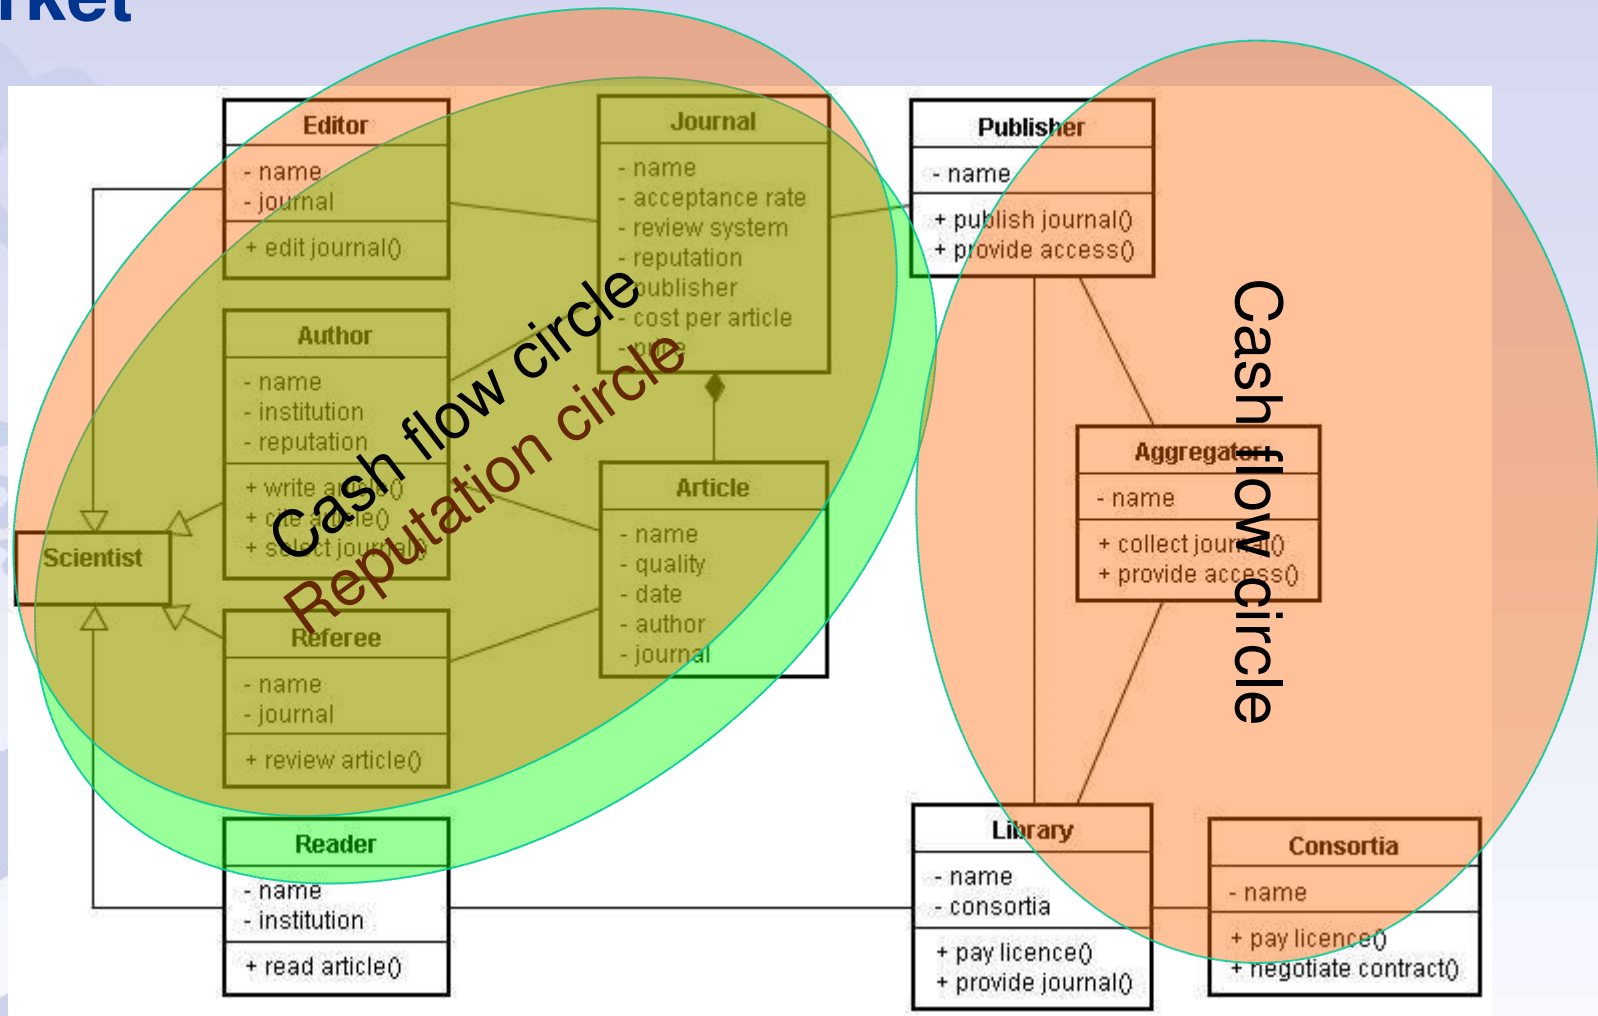 rket
Editor
- name
- journal
+ edit journal()
Journal
- name
- acceptance rate
- review system
- reputation
- publisher
- cost per article
- price
Publisher
- name
+ publish journal()
+ provide access()
Author
- name
- institution
- reputation
+ write article()
+ cite article()
+ select journal()
Cash flow circle
Reputation circle
Cash flow circle
Aggregator
- name
+ collect journal()
+ provide access()
Article
- name
- quality
- date
- author
- journal
Scientist
Referee
- name
- journal
+ review article()
Reader
- name
- institution
+ read article()
Library
- name
- consortia
+ pay licence()
+ provide journal()
Consortia
- name
+ pay licence()
+ negotiate contract()